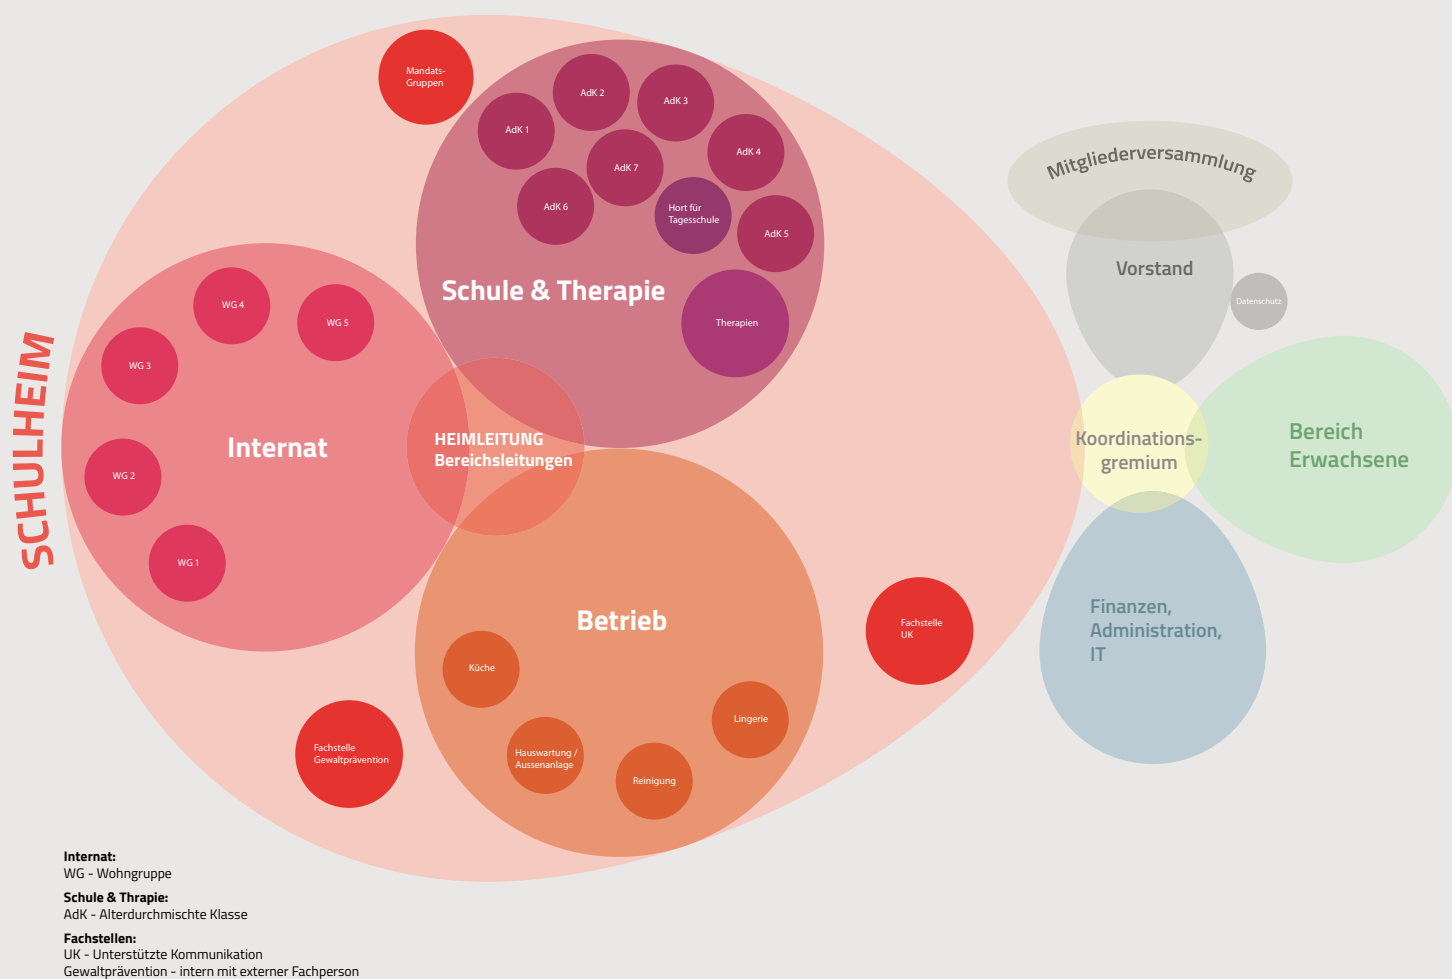 SCHULHEIM
Mandats-
Gruppen
AdK 1
AdK 2
AdK 3
AdK 4
AdK 7
AdK 6
Hort für
Tagesschule
AdK 5
Schule & Therapie
Therapien
WG 4
WG 5
WG 3
Internat
WG 2
WG 1
HEIMLEITUNG
Bereichsleitungen
Betrieb
Küche
Hauswartung /
Aussenanlage
Reinigung
Lingerie
Fachstelle
UK
Fachstelle
Gewaltprävention
Mitgliederversammlung
Vorstand
Datenschutz
Koordinations-
gremium
Bereich
Erwachsene
Finanzen,
Administration,
IT
Internat:
WG - Wohngruppe
Schule & Thrapie:
AdK - Alterdurchmischte Klasse
Fachstellen:
UK - Unterstützte Kommunikation
Gewaltprävention - intern mit externer Fachperson